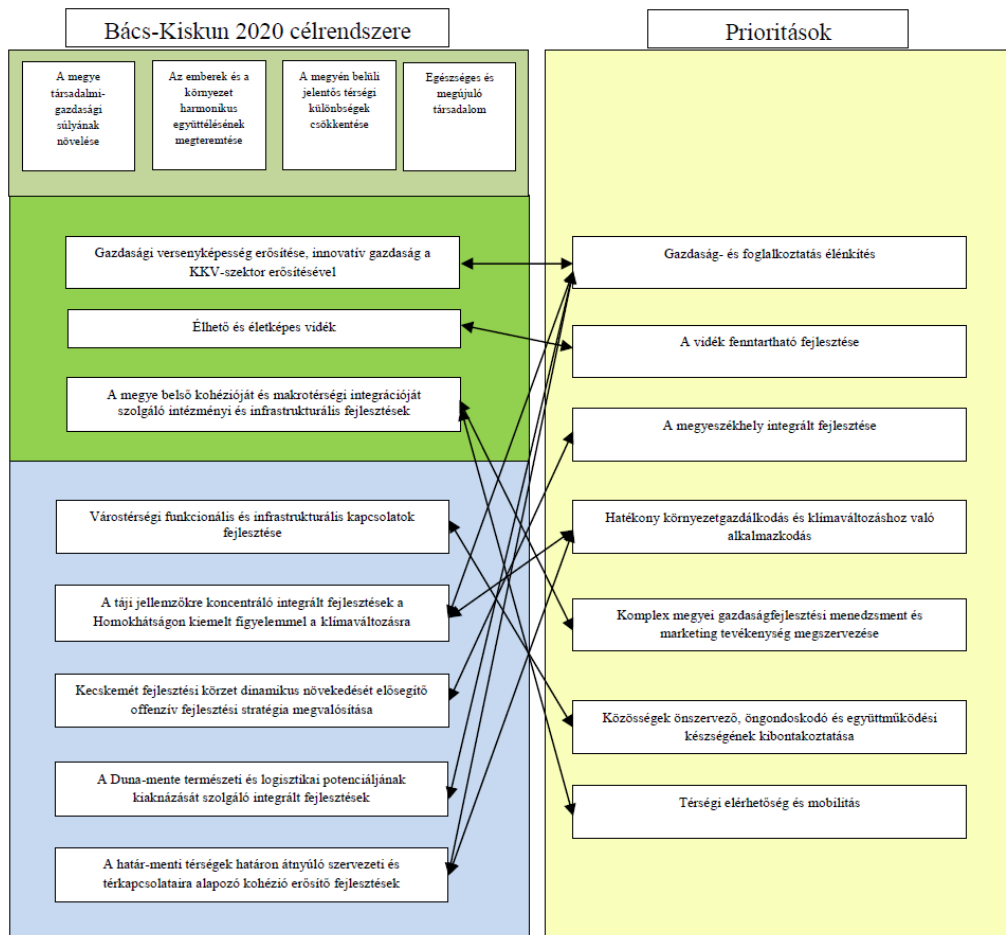 Bács-Kiskun 2020 célrendszere
A megye
társadalmi-
gazdasági
súlyának
növelése
Az emberek és a
környezet
harmonikus
együttélésének
megteremtése
A megyén belüli
jelentős térségi
különbségek
csökkentése
Egészséges és
megújuló
társadalom
Gazdasági versenyképesség erősítése, innovatív gazdaság a
KKV-szektor erősítésével
Élhető és életképes vidék
A megye belső kohézióját és makrotérségi integrációját
szolgáló intézményi és infrastrukturális fejlesztések
Várostérségi funkcionális és infrastrukturális kapcsolatok
fejlesztése
A táji jellemzőkre koncentráló integrált fejlesztések a
Homokhátságon kiemelt figyelemmel a klímaváltozásra
Kecskemét fejlesztési körzet dinamikus növekedését elősegítő
offenzív fejlesztési stratégia megvalósítása
A Duna-mente természeti és logisztikai potenciáljának
kiaknázását szolgáló integrált fejlesztések
A határ-menti térségek határon átnyúló szervezeti és
térkapcsolataira alapozó kohézió erősítő fejlesztések
Prioritások
Gazdaság- és foglalkoztatás élénkítés
A vidék fenntartható fejlesztése
A megyeszékhely integrált fejlesztése
Hatékony környezetgazdálkodás és klímaváltozáshoz való
alkalmazkodás
Komplex megyei gazdaságfejlesztési menedzsment és
marketing tevékenység megszervezése
Közösségek önszervező, öngondoskodó és együttműködési
készségének kibontakoztatása
Térségi elérhetőség és mobilitás